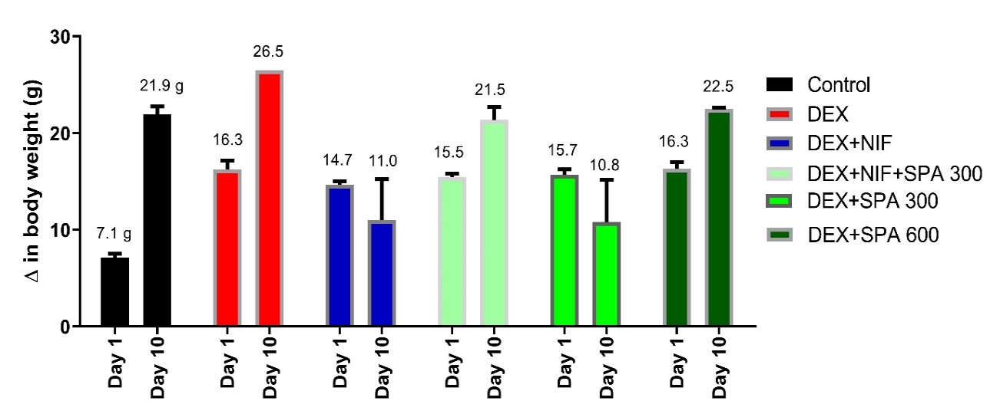 30
20
10
0
Δ in body weight (g)
7.1 g
21.9 g
16.3
26.5
14.7
11.0
15.5
21.5
15.7
10.8
16.3
22.5
Day 1
Day 10
Day 1
Day 10
Day 1
Day 10
Day 1
Day 10
Day 1
Day 10
Day 1
Day 10
Control
DEX
DEX+NIF
DEX+NIF+SPA 300
DEX+SPA 300
DEX+SPA 600